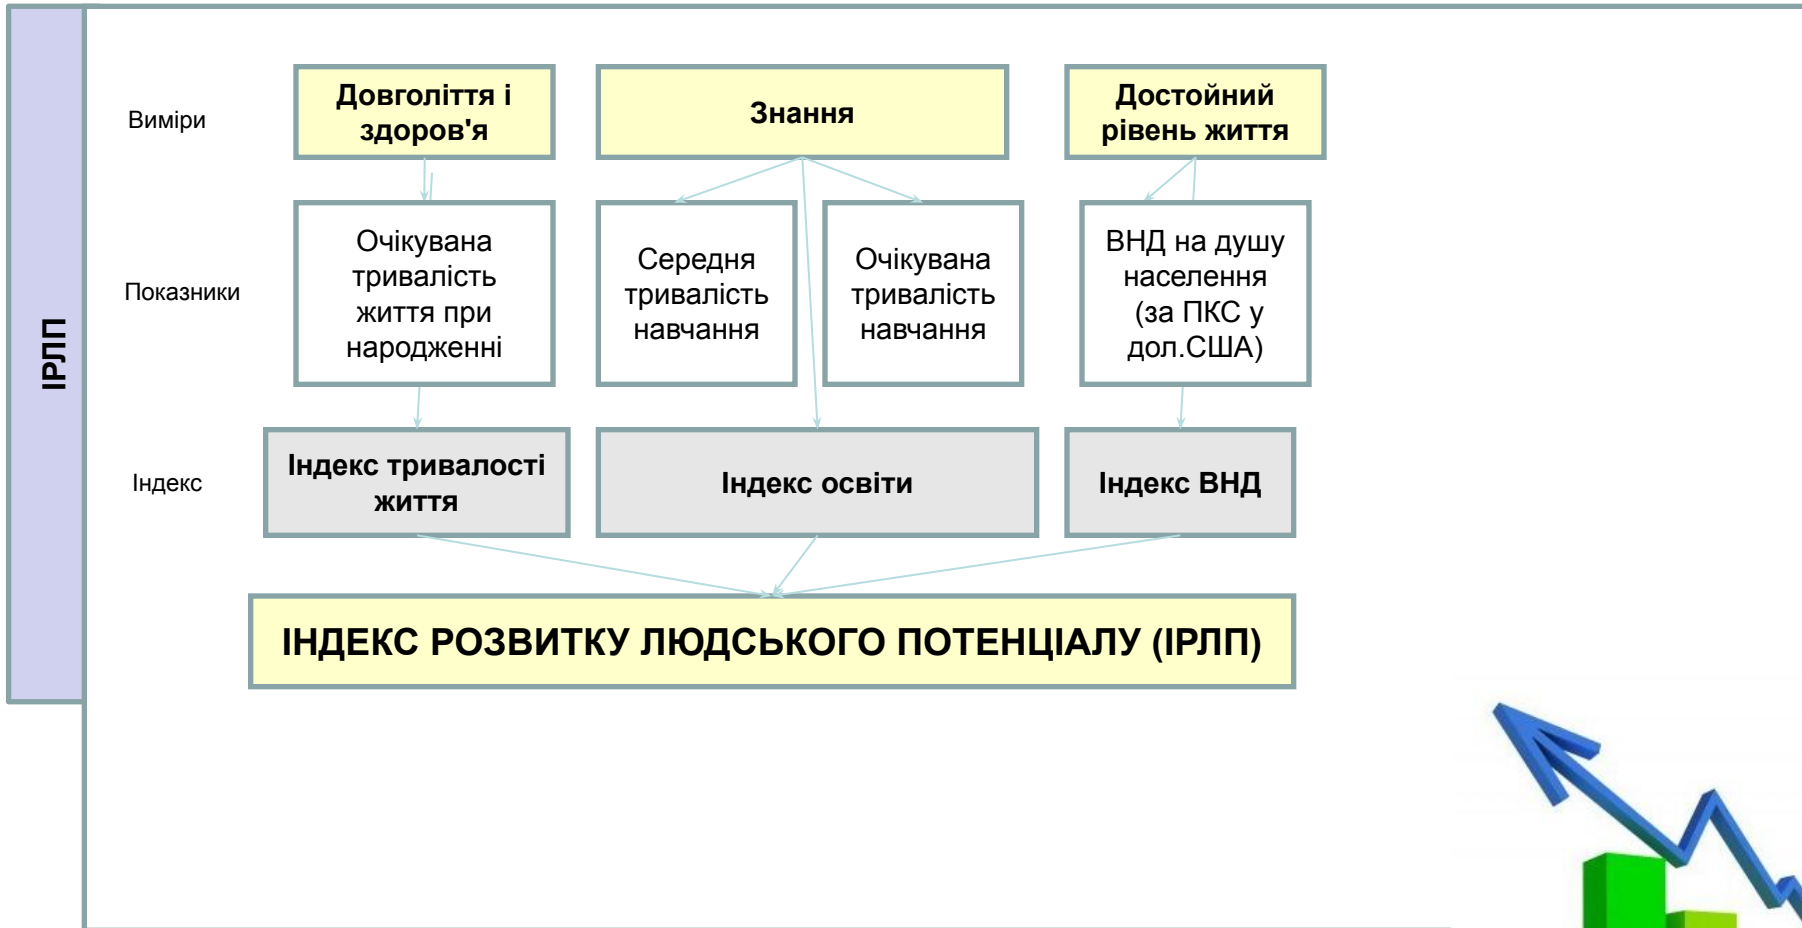 ІРЛП
Виміри
Довголіття і
здоров'я
Знання
Достойний
рівень життя
Показники
Очікувана
тривалість
життя при
народженні
Середня
тривалість
навчання
Очікувана
тривалість
навчання
ВНД на душу
населення
(за ПКС у
дол.США)
Індекс
Індекс тривалості
життя
Індекс освіти
Індекс ВНД
ІНДЕКС РОЗВИТКУ ЛЮДСЬКОГО ПОТЕНЦІАЛУ (ІРЛП)